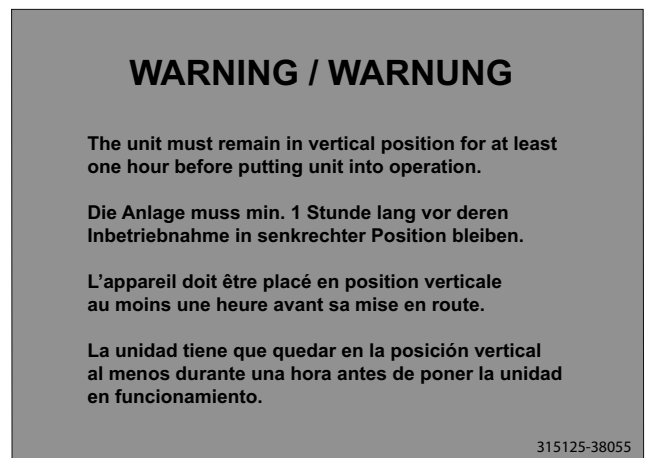 WARNING / WARNUNG
The unit must remain in vertical position for at least
one hour before putting unit into operation.
Die Anlage muss min. 1 Stunde lang vor deren
Inbetriebnahme in senkrechter Position bleiben.
L’appareil doit être placé en position verticale
au moins une heure avant sa mise en route.
La unidad tiene que quedar en la posición vertical
al menos durante una hora antes de poner la unidad
en funcionamiento.
315125-38055